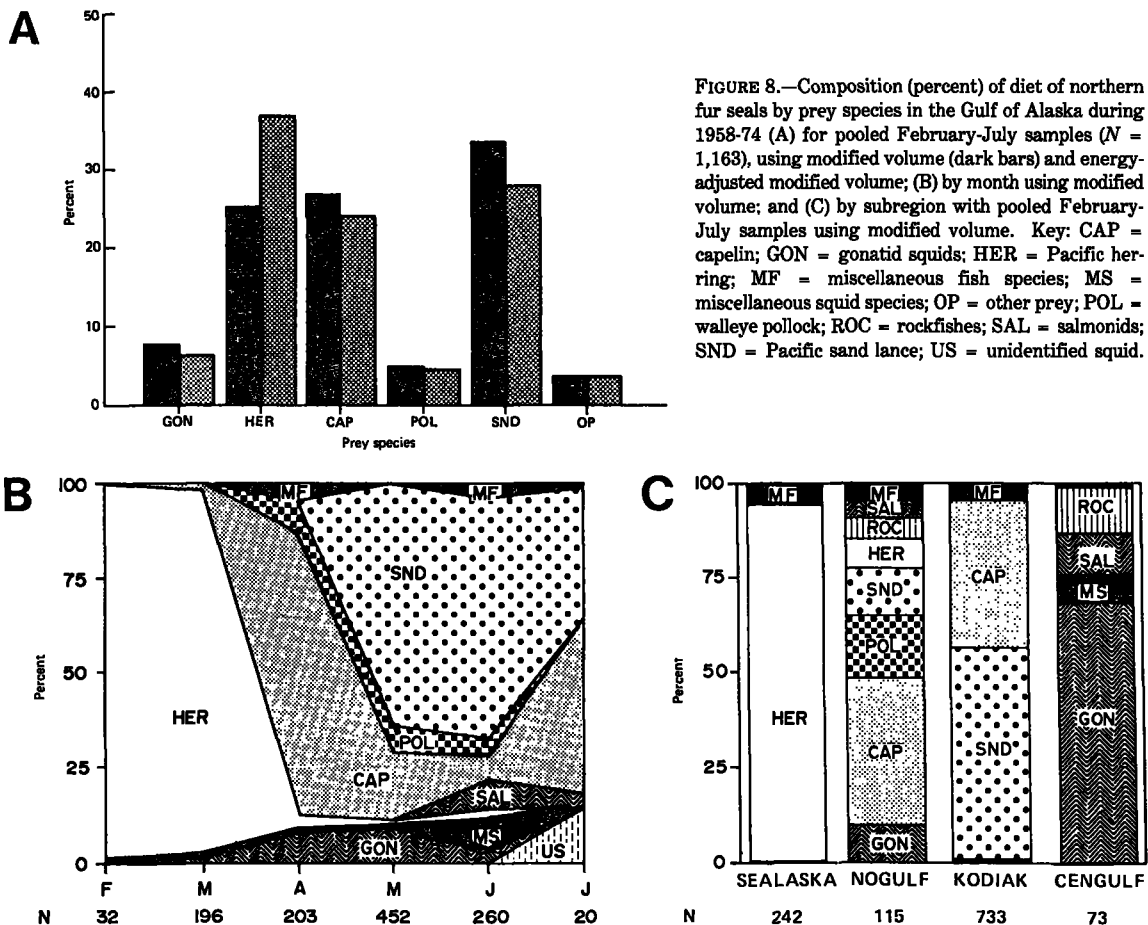 A
50
40
30
20
10
0
Percent
GON HER CAP POL SND OP
Prey species
FIGURE 8.—Composition (percent) of diet of northern
fur seals by prey species in the Gulf of Alaska during
1958-74 (A) for pooled February-July samples (N =
1,163), using modified volume (dark bars) and energy-
adjusted modified volume; (B) by month using modified
volume; and (C) by subregion with pooled February-
July samples using modified volume. Key: CAP =
capelin; GON = gonatid squids; HER = Pacific her-
ring; MF = miscellaneous fish species; MS =
miscellaneous squid species; OP = other prey; POL =
walleye pollock; ROC = rockfishes; SAL = salmonids;
SND = Pacific sand lance; US = unidentified squid.
B
100
75
50
25
0
Percent
MF MF
SND
HER
POL
CAP
SAL
MS
GON
US
F M A M J J
N 32 196 203 452 260 20
C
100
75
50
25
0
Percent
MF
HER
MF
SAL
ROC
HER
SND
POL
CAP
GON
MF
CAP
SND
ROC
SAL
MS
GON
SEALASKA NOGULF KODIAK CENGULF
N 242 115 733 73